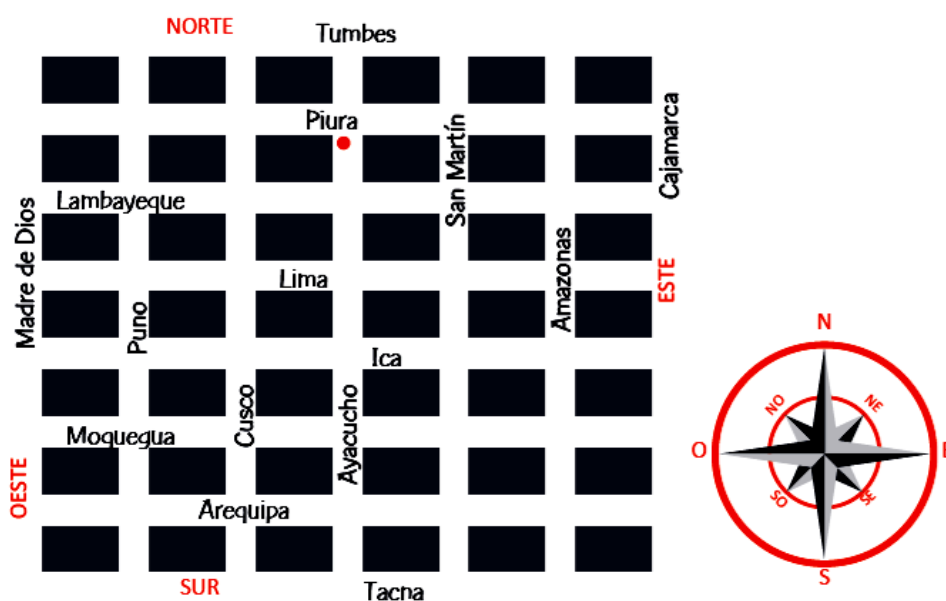 NORTE
Tumbes
Piura
San Martín
Cajamarca
Lambayeque
Madre de Dios
Lima
Amazonas
ESTE
Puno
Ica
Cusco
Ayacucho
Moquegua
OESTE
Arequipa
SUR
Tacna
N
NO
NE
O
E
SO
SE
S